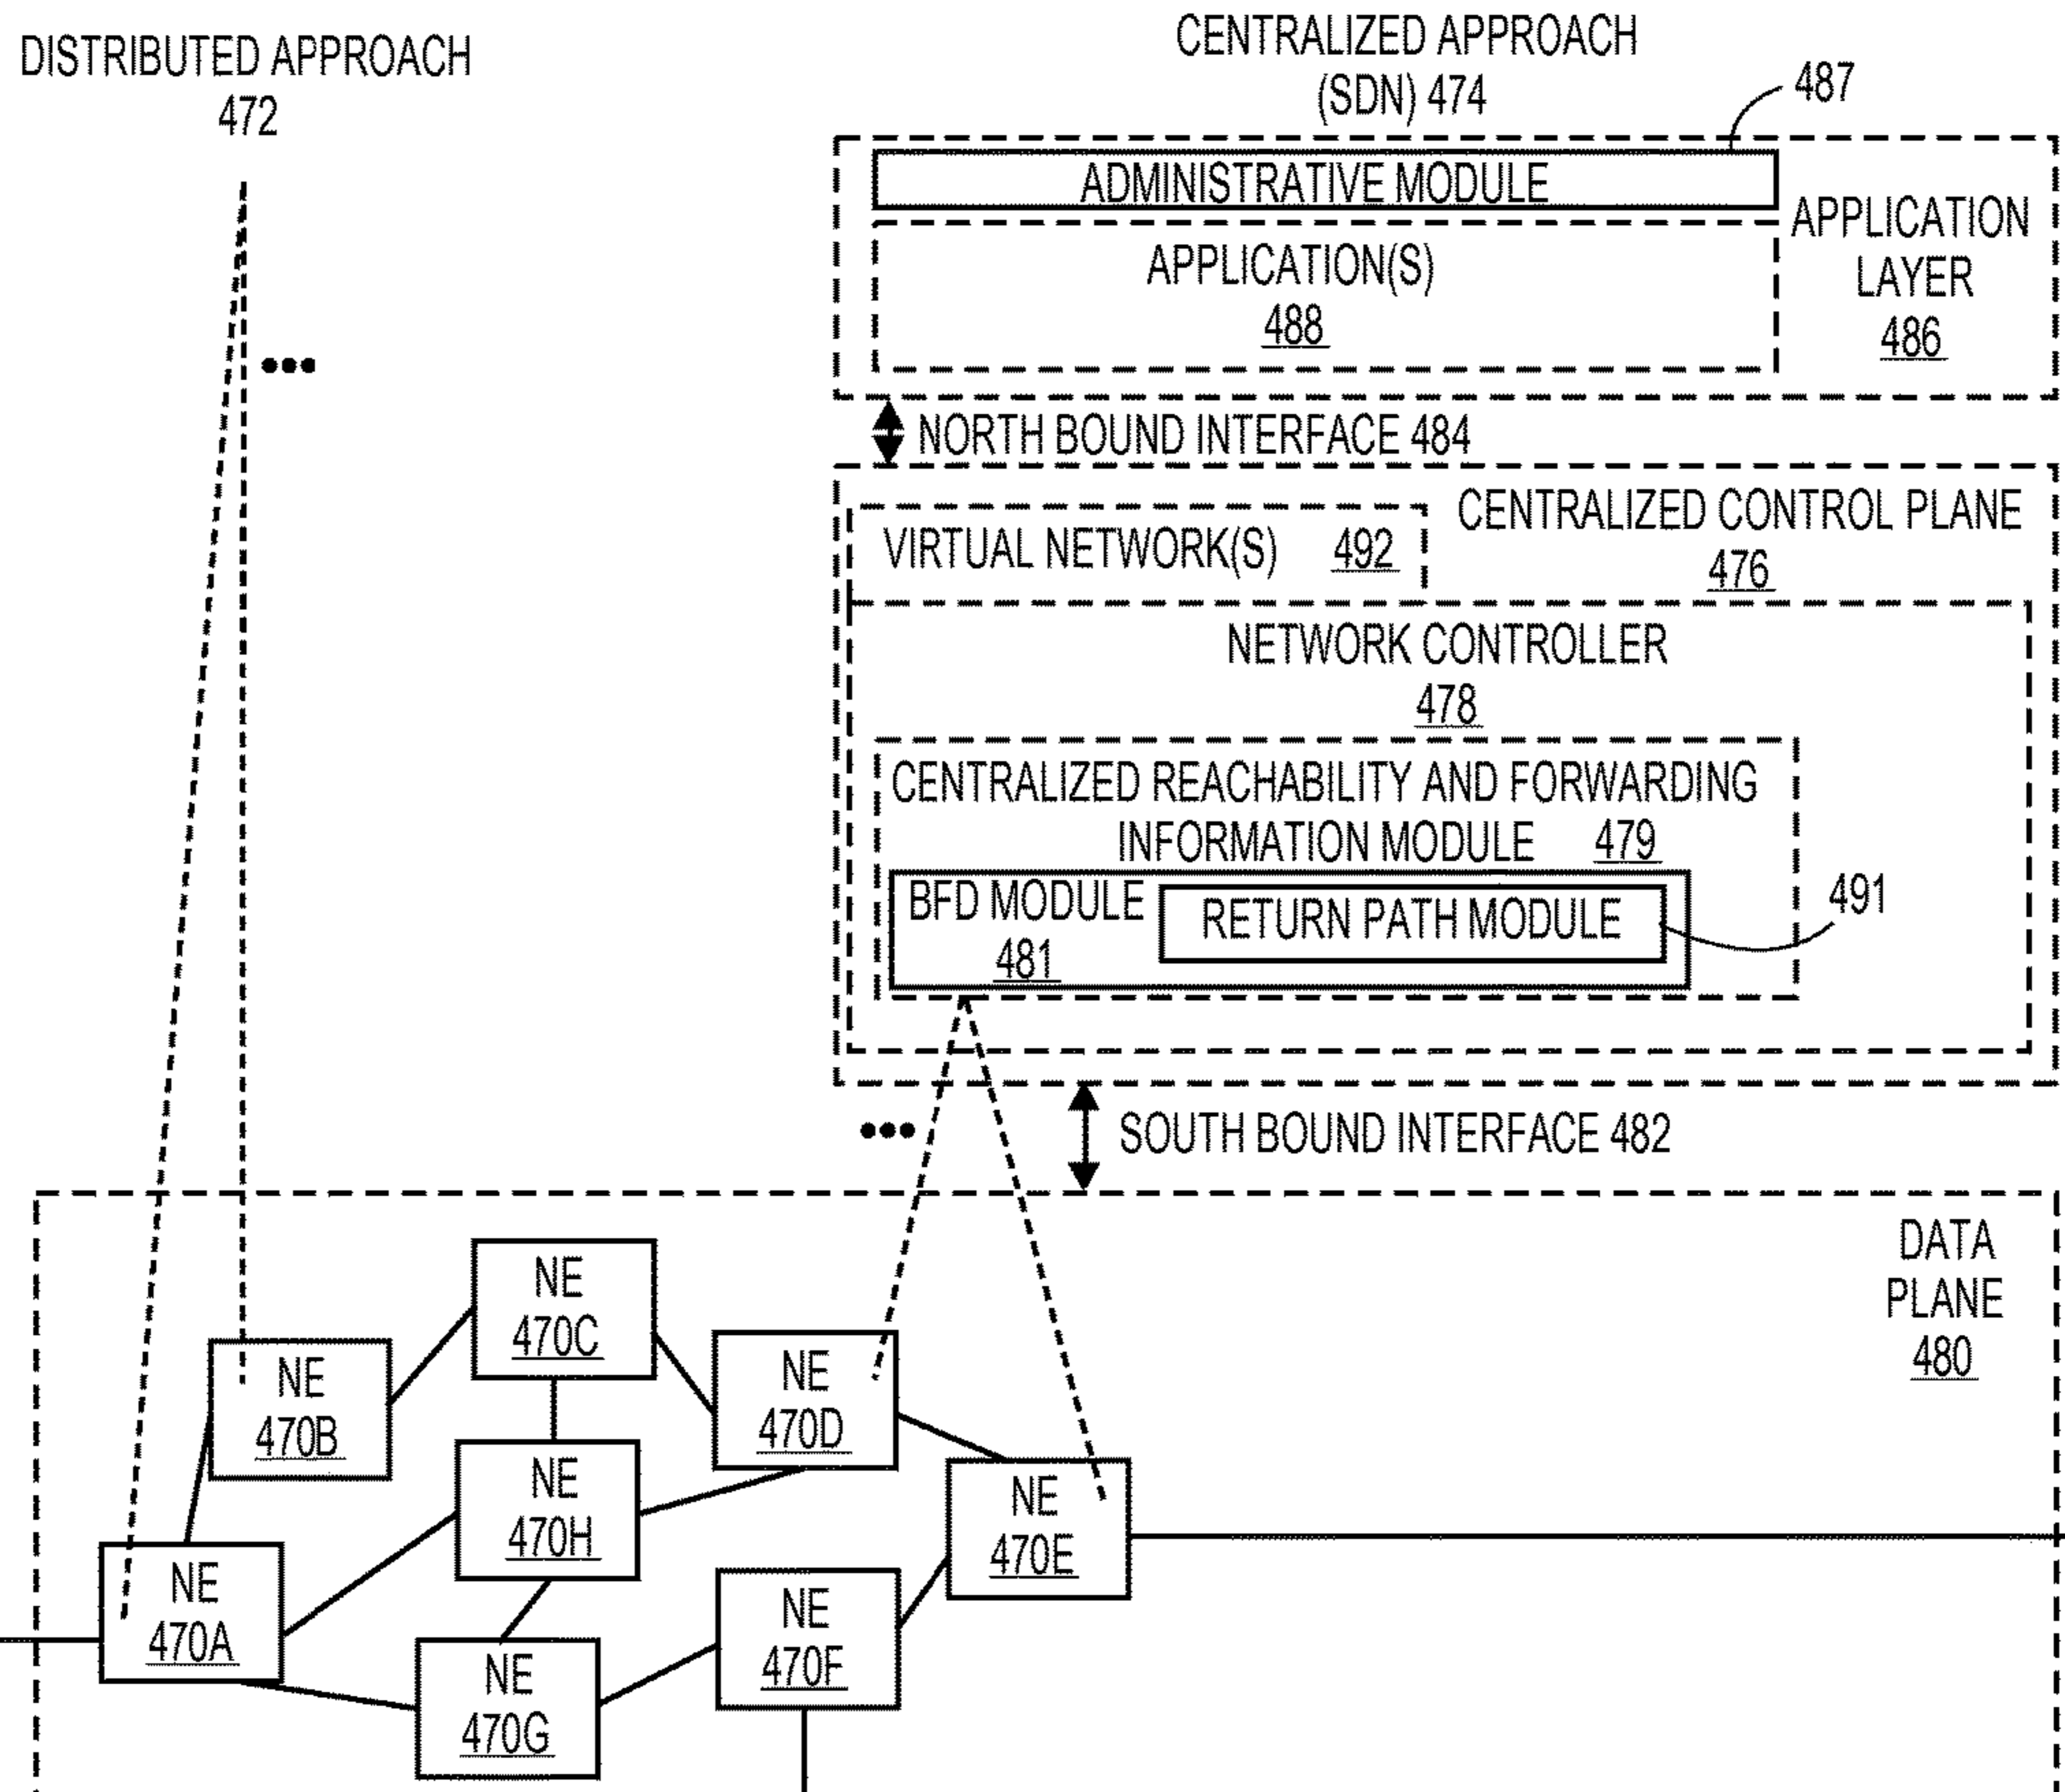 DISTRIBUTED APPROACH
472
CENTRALIZED APPROACH
(SDN) 474
487
ADMINISTRATIVE MODULE
APPLICATION(S)
488
APPLICATION
LAYER
486
NORTH BOUND INTERFACE 484
VIRTUAL NETWORK(S) 492
CENTRALIZED CONTROL PLANE
476
NETWORK CONTROLLER
478
CENTRALIZED REACHABILITY AND FORWARDING
INFORMATION MODULE 479
BFD MODULE
481
RETURN PATH MODULE
491
SOUTH BOUND INTERFACE 482
DATA
PLANE
480
NE
470C
NE
470B
NE
470D
NE
470H
NE
470E
NE
470A
NE
470F
NE
470G